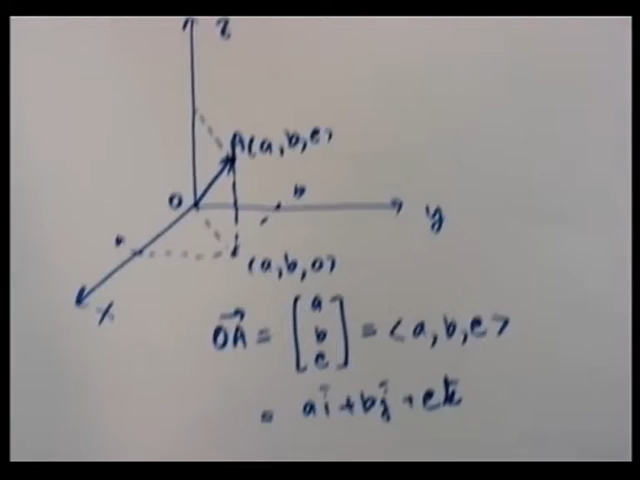 z
A(a,b,c)
O
b
y
a
(a,b,0)
x
OA⃗ = [a b c] = <a,b,c>
= ai⃗ + bj⃗ + ck⃗